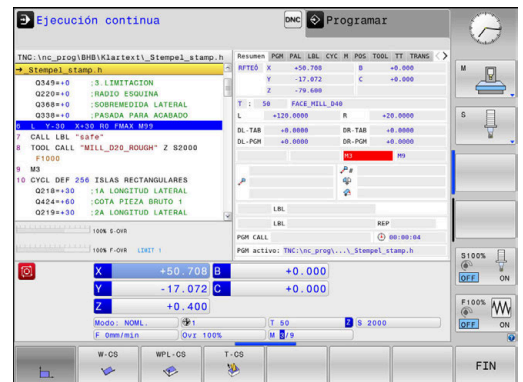 Ejecución continua
DNC
Programar
TNC:\nc_prog\BHB\Klartext\_Stempel_stamp.h
→_Stempel_stamp.h
Q349=+0 ;3.LIMITACION
Q220=+0 ;RADIO ESQUINA
Q368=+0 ;SOBREMEDIDA LATERAL
Q338=+0 ;PASADA PARA ACABADO
6 L Y-30 X+30 R0 FMAX M99
7 CALL LBL "safe"
8 TOOL CALL "MILL_D20_ROUGH" Z S2000
F1000
9 M3
10 CYCL DEF 256 ISLAS RECTANGULARES
Q218=+30 ;1A LONGITUD LATERAL
Q424=+60 ;COTA PIEZA BRUTO 1
Q219=+30 ;2A LONGITUD LATERAL
100% S-OVR
100% F-OVR LIMIT 1
Resumen PGM PAL LBL CYC M POS TOOL TT TRANS
RFTEÓ X +50.708 B +0.000
Y -17.072 C +0.000
Z -79.600
T : 50 FACE_MILL_D40
L +120.0000 R +20.0000
DL-TAB +0.0000 DR-TAB +0.0000
DL-PGM +0.0000 DR-PGM +0.0000
M3 M9
P#
LBL
LBL REP
PGM CALL 00:00:04
PGM activo: TNC:\nc_prog\...\_Stempel_stamp.h
X +50.708 B +0.000
Y -17.072 C +0.000
Z +0.400
Modo: NOML. 1 T 50 Z S 2000
F 0mm/min Ovr 100% M 3/9
M
S
S100%
OFF ON
F100%
OFF ON
W-CS WPL-CS T-CS FIN